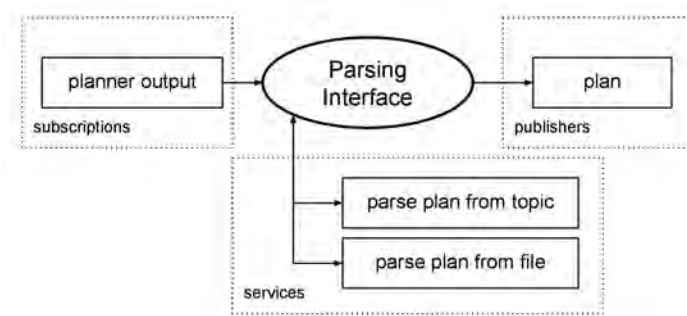 planner output
subscriptions
Parsing
Interface
plan
publishers
parse plan from topic
parse plan from file
services